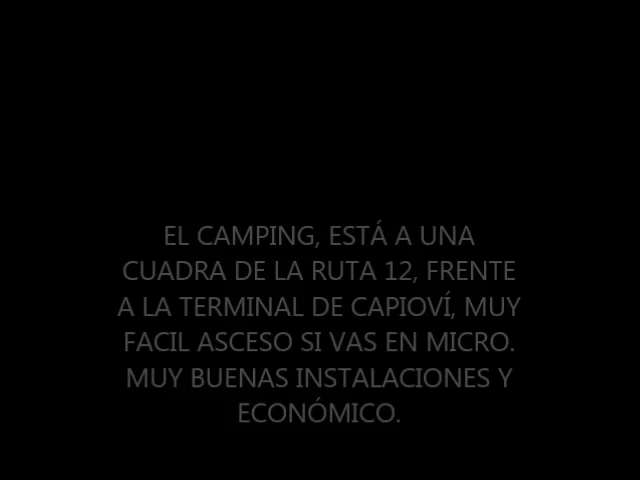 EL CAMPING, ESTÁ A UNA
CUADRA DE LA RUTA 12, FRENTE
A LA TERMINAL DE CAPIOVÍ, MUY
FACIL ASCESO SI VAS EN MICRO.
MUY BUENAS INSTALACIONES Y
ECONÓMICO.